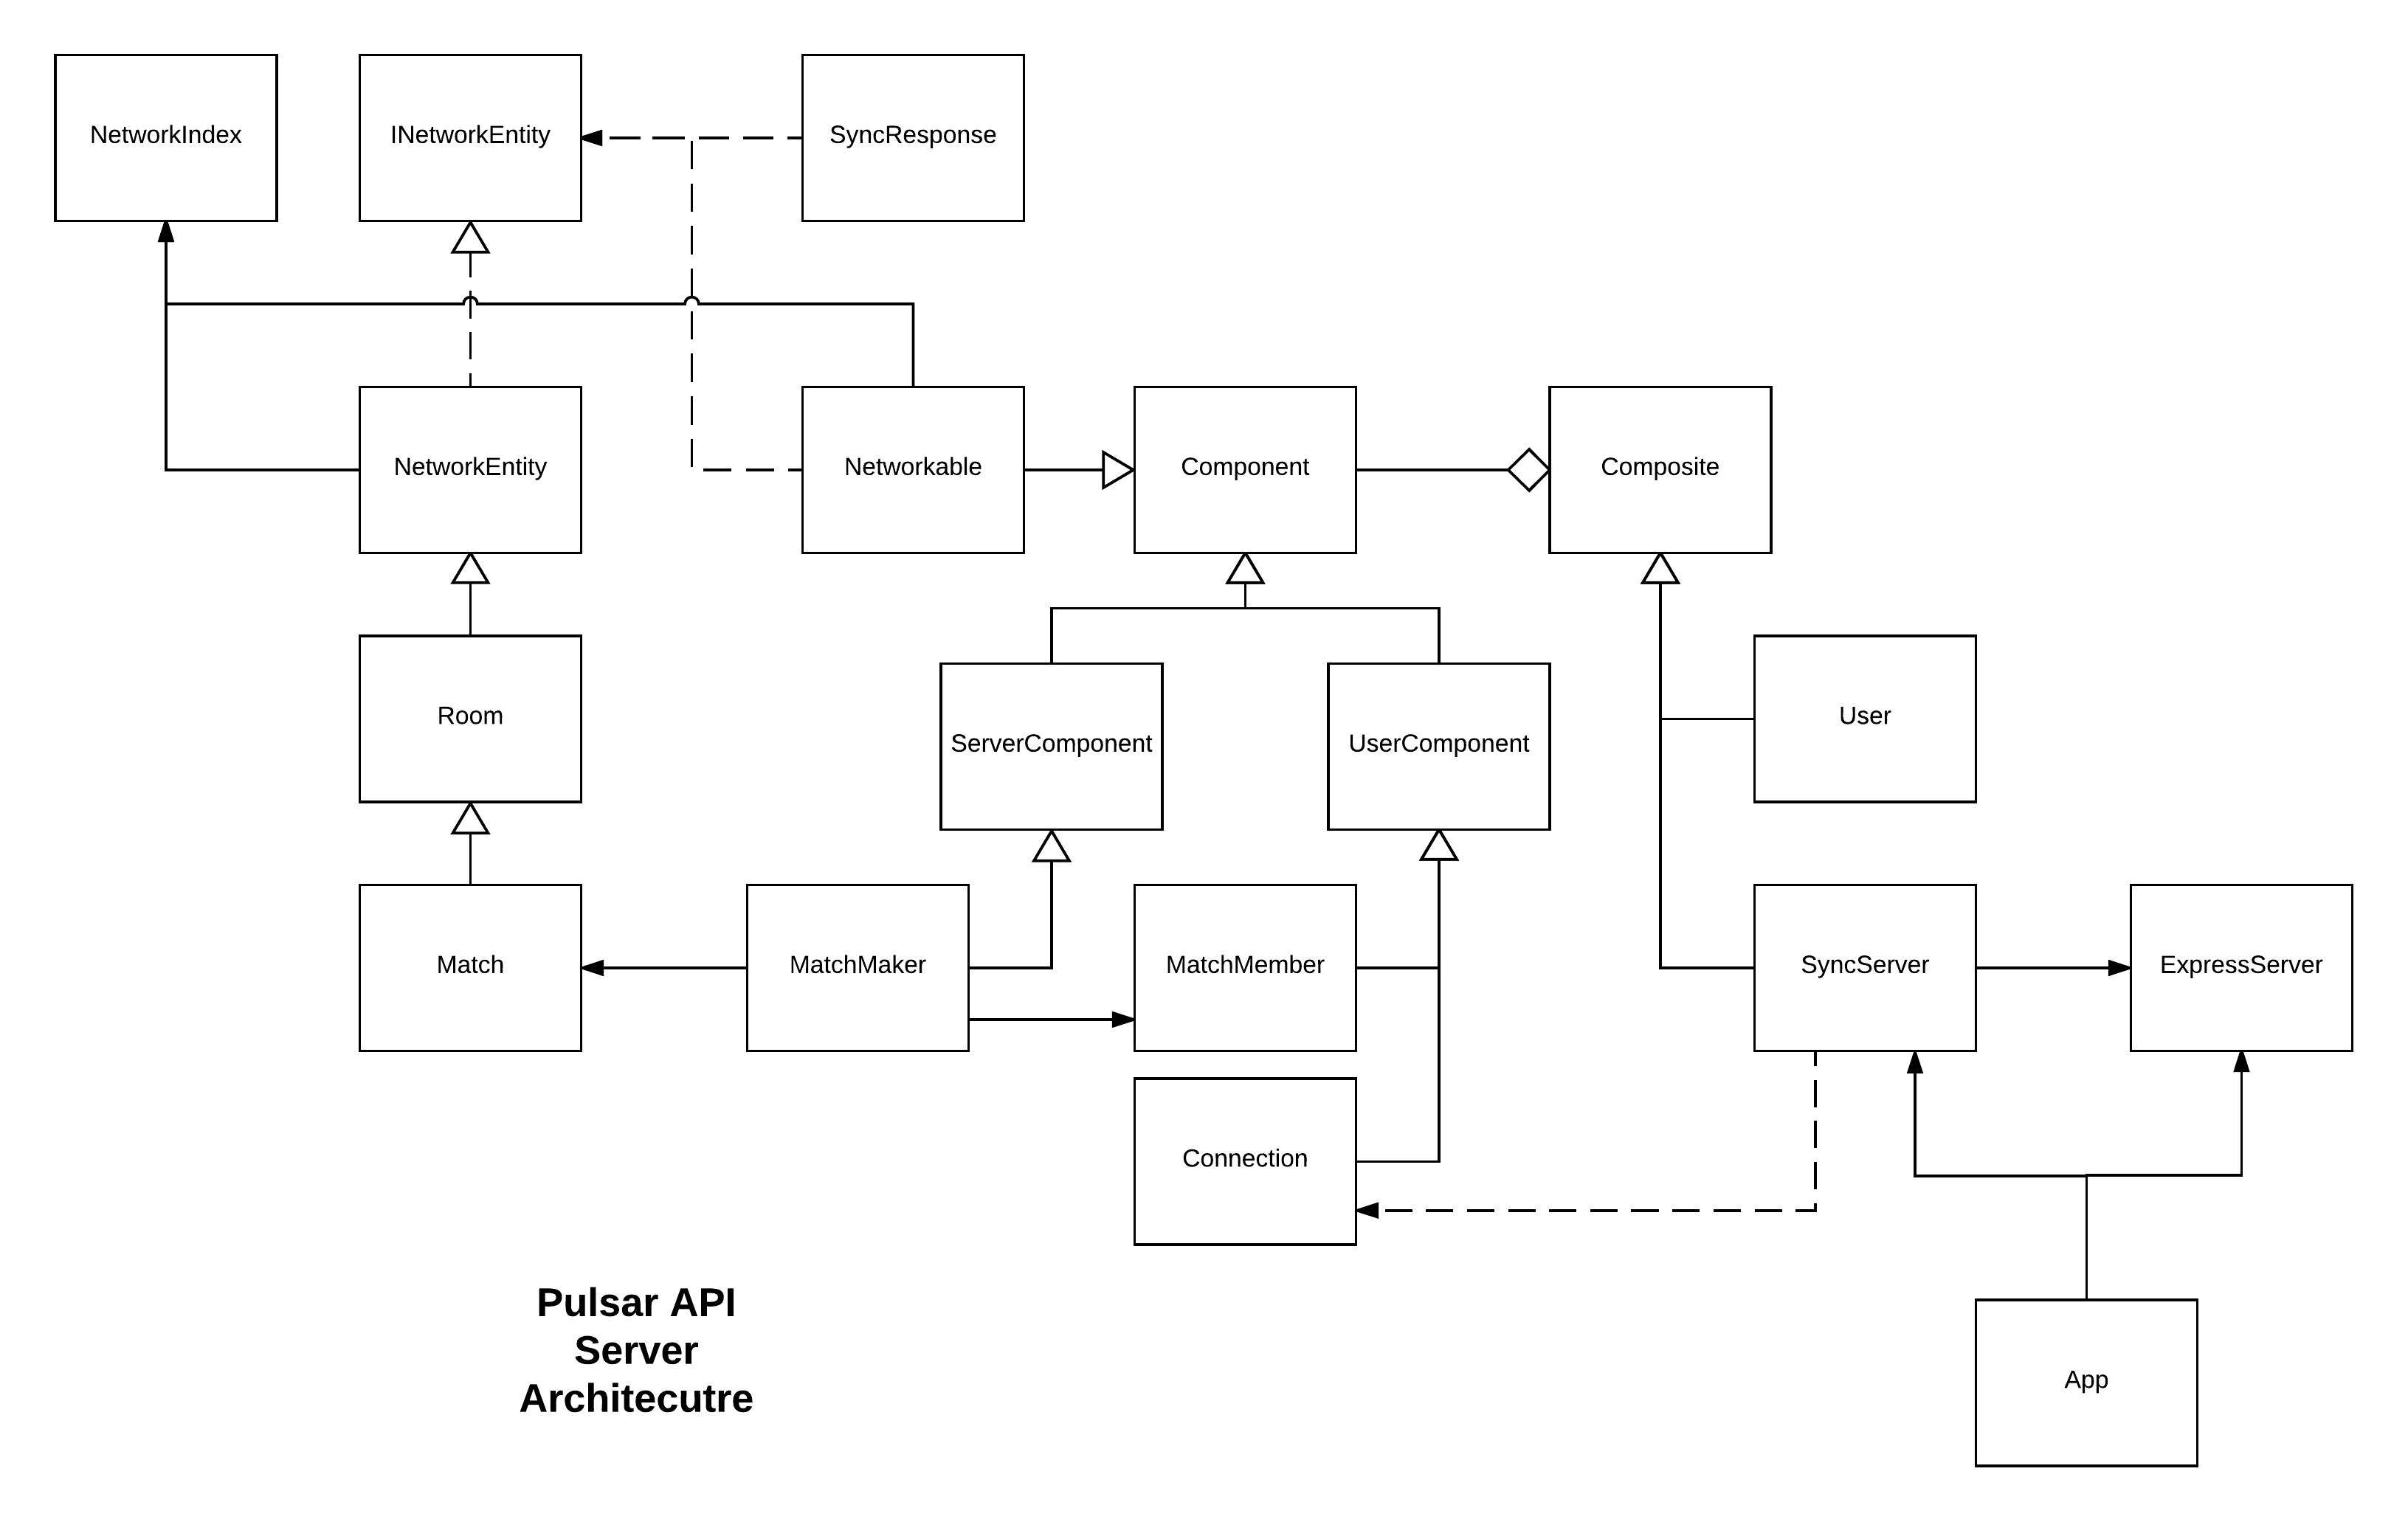 NetworkIndex
INetworkEntity
SyncResponse
NetworkEntity
Networkable
Component
Composite
Room
ServerComponent
UserComponent
User
Match
MatchMaker
MatchMember
SyncServer
ExpressServer
Connection
Pulsar API
Server
Architecutre
App